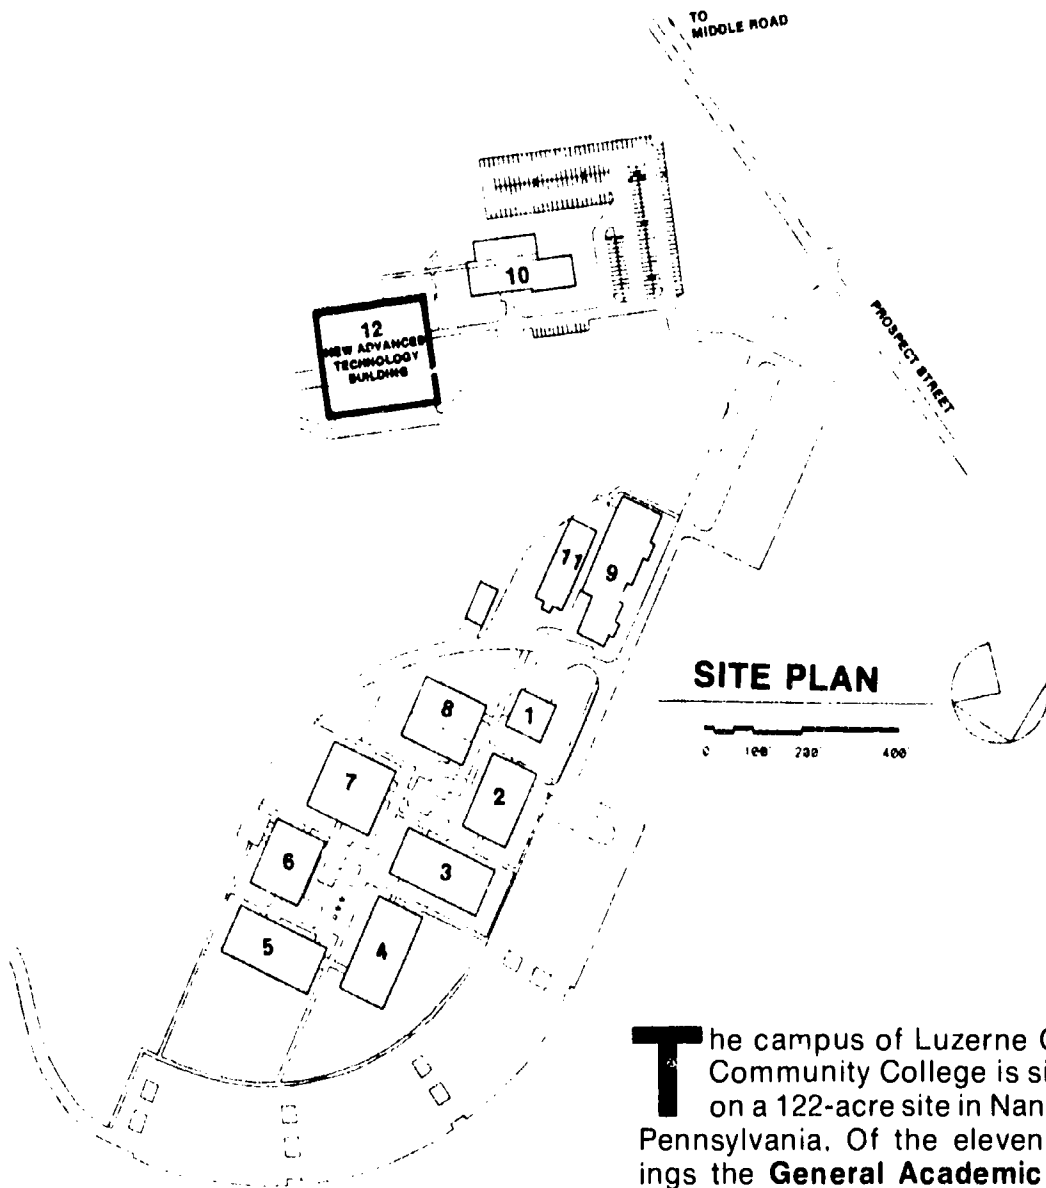 TO
MIDDLE ROAD
10
12
NEW ADVANCED
TECHNOLOGY
BUILDING
PROSPECT STREET
11
9
SITE PLAN
0 100' 200 400'
8
1
7
2
6
3
5
4
The campus of Luzerne C
Community College is si
on a 122-acre site in Nan
Pennsylvania. Of the eleven
ings the General Academic